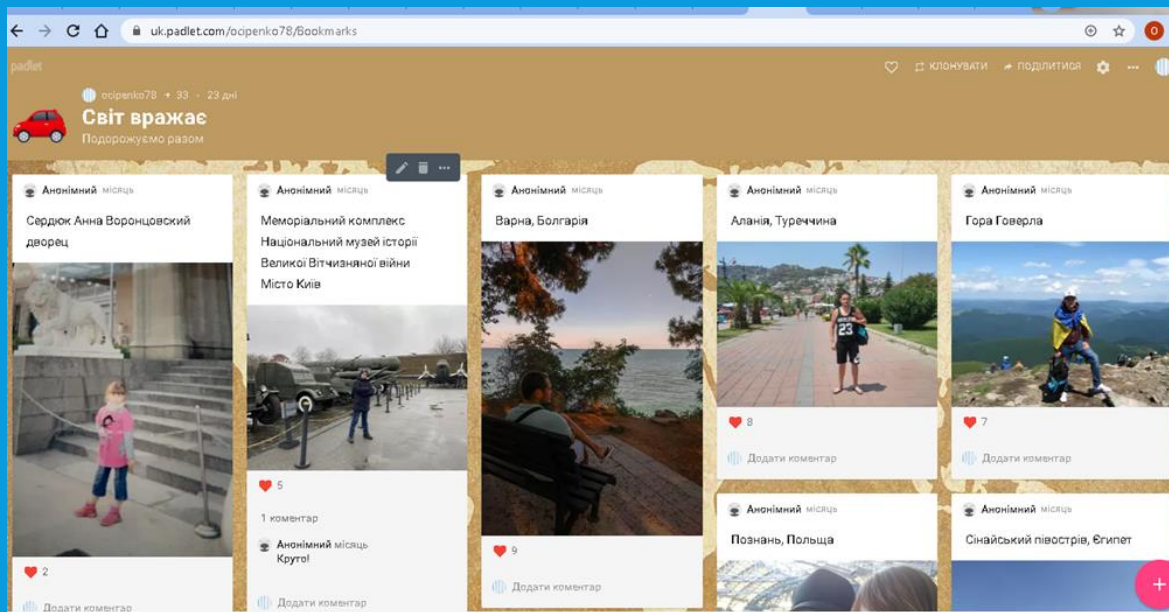 uk.padlet.com/ocipenko78/Bookmarks
O
padlet
КЛОНУВАТИ
ПОДІЛИТИСЯ
ocipenko78 + 33 · 23 дні
Світ вражає
Подорожуємо разом
Анонімний місяць
Сердюк Анна Воронцовский
дворец
2
Додати коментар
Анонімний місяць
Меморіальний комплекс
Національний музей історії
Великої Вітчизняної війни
Місто Київ
5
1 коментар
Анонімний місяць
Круто!
Додати коментар
Анонімний місяць
Варна, Болгарія
9
Додати коментар
Анонімний місяць
Аланія, Туреччина
23
8
Додати коментар
Анонімний місяць
Познань, Польща
Анонімний місяць
Гора Говерла
7
Додати коментар
Анонімний місяць
Сінайський півострів, Єгипет